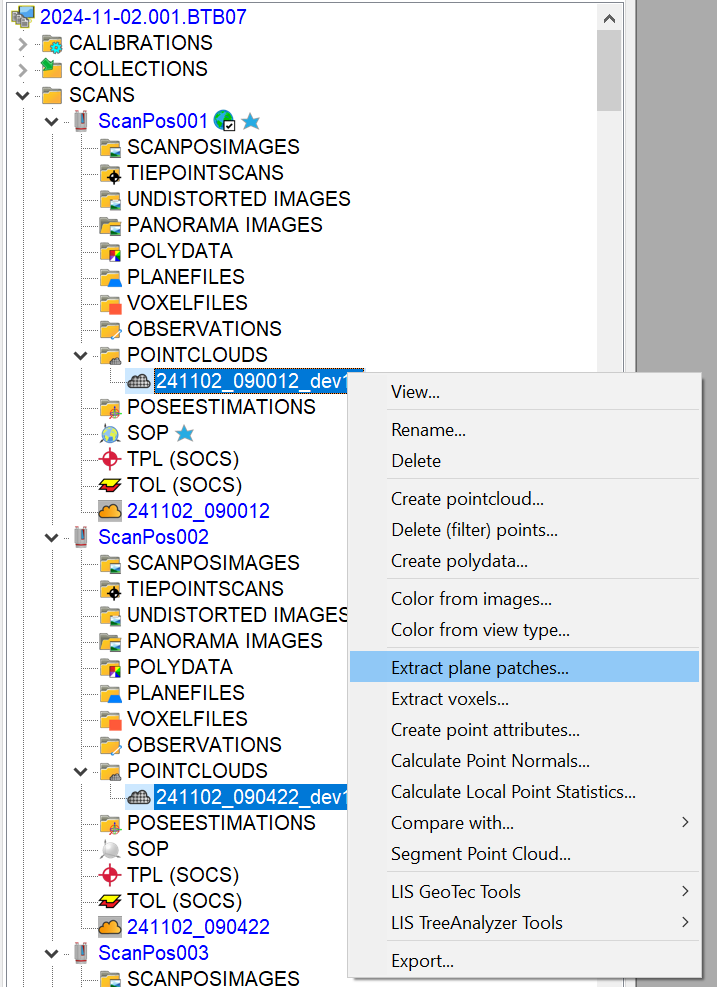 2024-11-02.001.BTB07
CALIBRATIONS
COLLECTIONS
SCANS
ScanPos001
SCANPOSIMAGES
TIEPOINTSCANS
UNDISTORTED IMAGES
PANORAMA IMAGES
POLYDATA
PLANEFILES
VOXELFILES
OBSERVATIONS
POINTCLOUDS
241102_090012_dev1
POSEESTIMATIONS
SOP
TPL (SOCS)
TOL (SOCS)
241102_090012
ScanPos002
SCANPOSIMAGES
TIEPOINTSCANS
UNDISTORTED IMAGES
PANORAMA IMAGES
POLYDATA
PLANEFILES
VOXELFILES
OBSERVATIONS
POINTCLOUDS
241102_090422_dev1
POSEESTIMATIONS
SOP
TPL (SOCS)
TOL (SOCS)
241102_090422
ScanPos003
SCANPOSIMAGES
View...
Rename...
Delete
Create pointcloud...
Delete (filter) points...
Create polydata...
Color from images...
Color from view type...
Extract plane patches...
Extract voxels...
Create point attributes...
Calculate Point Normals...
Calculate Local Point Statistics...
Compare with...
Segment Point Cloud...
LIS GeoTec Tools
LIS TreeAnalyzer Tools
Export...